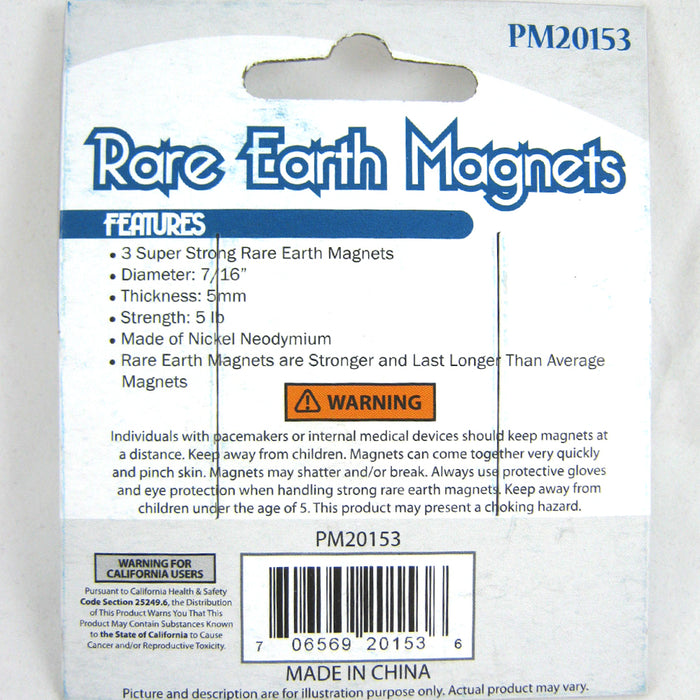 PM20153
Rare Earth Magnets
FEATURES
• 3 Super Strong Rare Earth Magnets
• Diameter: 7/16"
• Thickness: 5mm
• Strength: 5 lb
• Made of Nickel Neodymium
• Rare Earth Magnets are Stronger and Last Longer Than Average
Magnets
WARNING
Individuals with pacemakers or internal medical devices should keep magnets at
a distance. Keep away from children. Magnets can come together very quickly
and pinch skin. Magnets may shatter and/or break. Always use protective gloves
and eye protection when handling strong rare earth magnets. Keep away from
children under the age of 5. This product may present a choking hazard.
PM20153
WARNING FOR
CALIFORNIA USERS
Pursuant to California Health & Safety
Code Section 25249.6, the Distribution
of This Product Warns You That This
Product May Contain Substances Known
to the State of California to Cause
Cancer and/or Reproductive Toxicity.
7 06569 20153 6
MADE IN CHINA
Picture and description are for illustration purpose only. Actual product may vary.